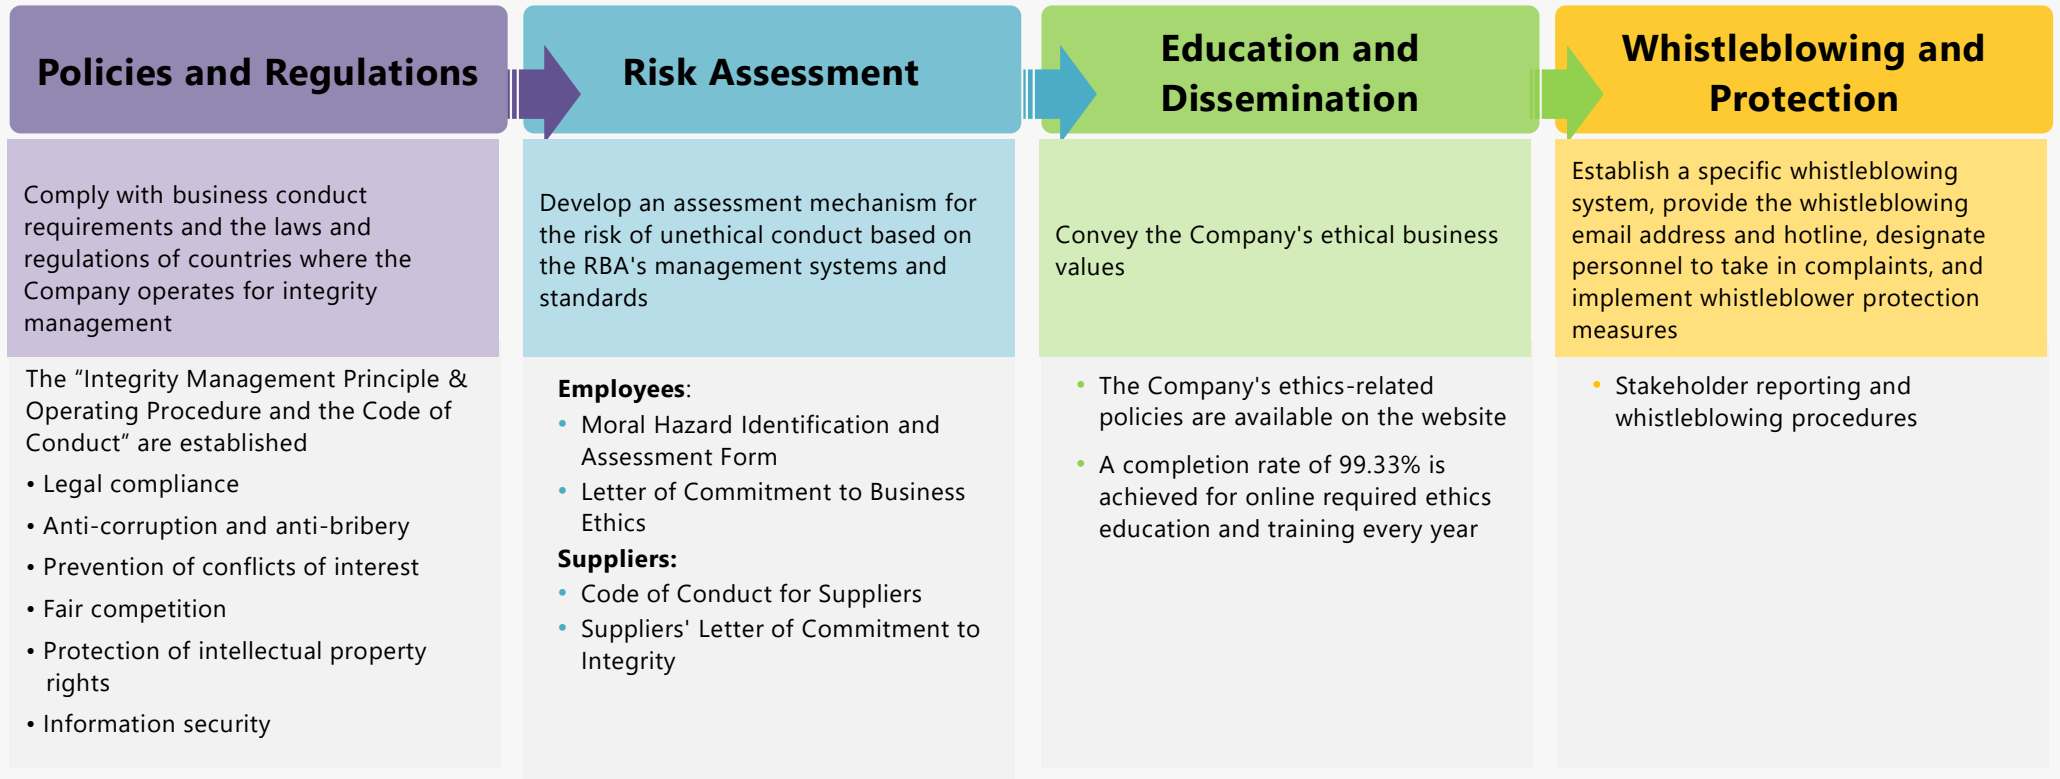 Policies and Regulations
Comply with business conduct
requirements and the laws and
regulations of countries where the
Company operates for integrity
management
The “Integrity Management Principle &
Operating Procedure and the Code of
Conduct” are established
• Legal compliance
• Anti-corruption and anti-bribery
• Prevention of conflicts of interest
• Fair competition
• Protection of intellectual property
rights
• Information security
Risk Assessment
Develop an assessment mechanism for
the risk of unethical conduct based on
the RBA's management systems and
standards
Employees:
• Moral Hazard Identification and
Assessment Form
• Letter of Commitment to Business
Ethics
Suppliers:
• Code of Conduct for Suppliers
• Suppliers' Letter of Commitment to
Integrity
Education and
Dissemination
Convey the Company's ethical business
values
• The Company's ethics-related
policies are available on the website
• A completion rate of 99.33% is
achieved for online required ethics
education and training every year
Whistleblowing and
Protection
Establish a specific whistleblowing
system, provide the whistleblowing
email address and hotline, designate
personnel to take in complaints, and
implement whistleblower protection
measures
• Stakeholder reporting and
whistleblowing procedures